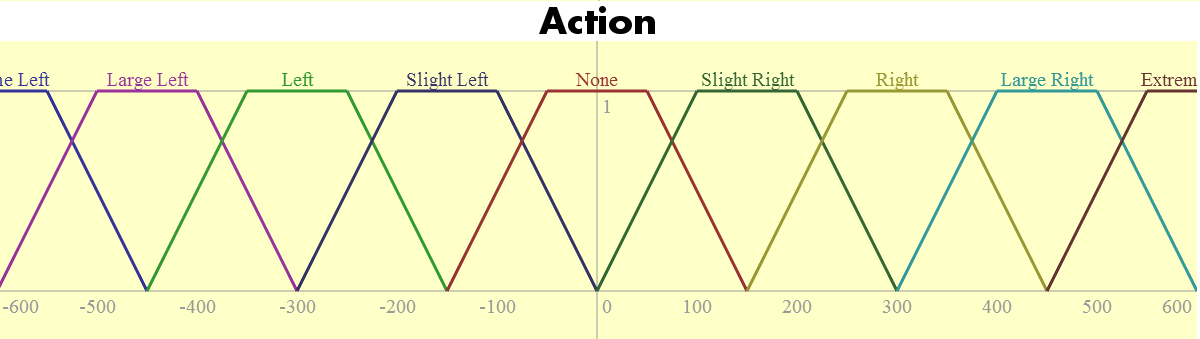 Action
ne Left Large Left Left Slight Left None Slight Right Right Large Right Extrem
1
-600 -500 -400 -300 -200 -100 0 100 200 300 400 500 600